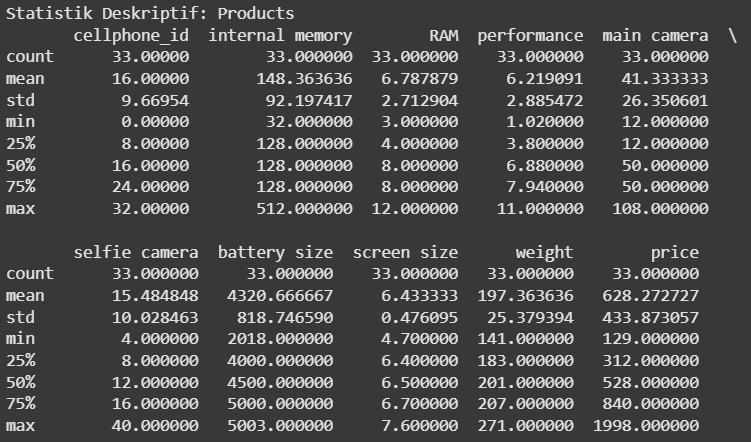 Statistik Deskriptif: Products
cellphone_id internal memory RAM performance main camera \
count 33.00000 33.000000 33.000000 33.000000 33.000000
mean 16.00000 148.363636 6.787879 6.219091 41.333333
std 9.66954 92.197417 2.712904 2.885472 26.350601
min 0.00000 32.000000 3.000000 1.020000 12.000000
25% 8.00000 128.000000 4.000000 3.800000 12.000000
50% 16.00000 128.000000 8.000000 6.880000 50.000000
75% 24.00000 128.000000 8.000000 7.940000 50.000000
max 32.00000 512.000000 12.000000 11.000000 108.000000
selfie camera battery size screen size weight price
count 33.000000 33.000000 33.000000 33.000000 33.000000
mean 15.484848 4320.666667 6.433333 197.363636 628.272727
std 10.028463 818.746590 0.476095 25.379394 433.873057
min 4.000000 2018.000000 4.700000 141.000000 129.000000
25% 8.000000 4000.000000 6.400000 183.000000 312.000000
50% 12.000000 4500.000000 6.500000 201.000000 528.000000
75% 16.000000 5000.000000 6.700000 207.000000 840.000000
max 40.000000 5003.000000 7.600000 271.000000 1998.000000